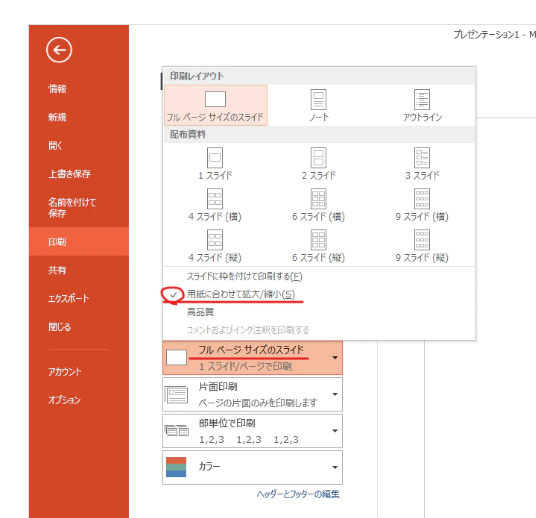 プレゼンテーション1 - M
情報
新規
開く
上書き保存
名前を付けて
保存
印刷
共有
エクスポート
閉じる
アカウント
オプション
印刷レイアウト
フル ページ サイズのスライド
ノート
アウトライン
配布資料
1 スライド
2 スライド
3 スライド
4 スライド (横)
6 スライド (横)
9 スライド (横)
4 スライド (縦)
6 スライド (縦)
9 スライド (縦)
スライドに枠を付けて印刷する(F)
用紙に合わせて拡大/縮小(S)
高品質
コメントおよびインク注釈を印刷する
フル ページ サイズのスライド
1 スライド/ページで印刷
片面印刷
ページの片面のみを印刷します
部単位で印刷
1,2,3 1,2,3 1,2,3
カラー
ヘッダーとフッターの編集